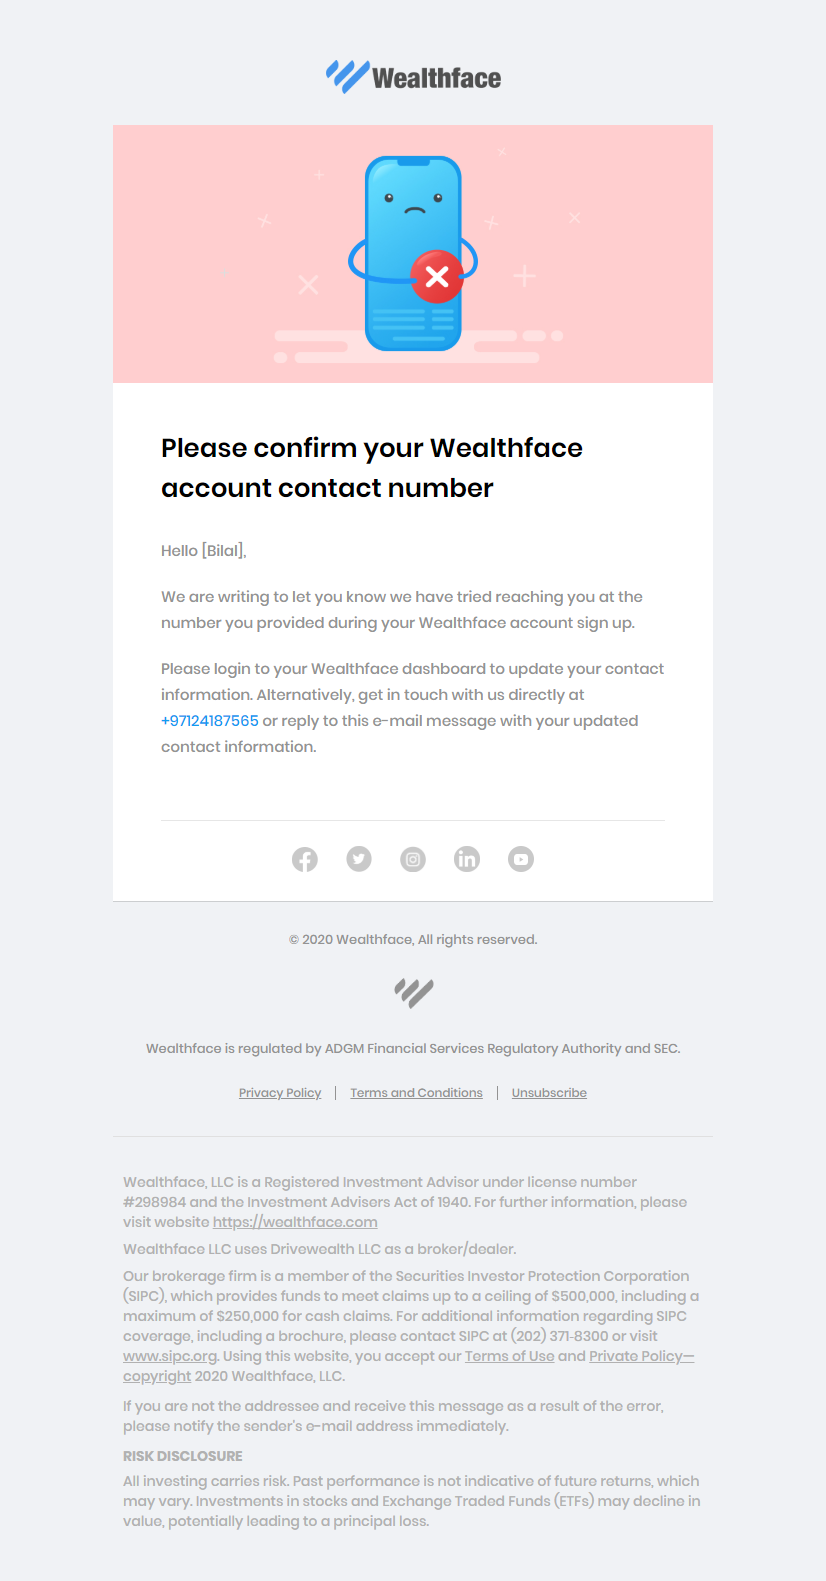 Wealthface
Please confirm your Wealthface
account contact number
Hello [Bilal],
We are writing to let you know we have tried reaching you at the
number you provided during your Wealthface account sign up.
Please login to your Wealthface dashboard to update your contact
information. Alternatively, get in touch with us directly at
+97124187565 or reply to this e-mail message with your updated
contact information.
© 2020 Wealthface, All rights reserved.
Wealthface is regulated by ADGM Financial Services Regulatory Authority and SEC.
Privacy Policy | Terms and Conditions | Unsubscribe
Wealthface, LLC is a Registered Investment Advisor under license number
#298984 and the Investment Advisers Act of 1940. For further information, please
visit website https://wealthface.com
Wealthface LLC uses Drivewealth LLC as a broker/dealer.
Our brokerage firm is a member of the Securities Investor Protection Corporation
(SIPC), which provides funds to meet claims up to a ceiling of $500,000, including a
maximum of $250,000 for cash claims. For additional information regarding SIPC
coverage, including a brochure, please contact SIPC at (202) 371-8300 or visit
www.sipc.org. Using this website, you accept our Terms of Use and Private Policy—
copyright 2020 Wealthface, LLC.
If you are not the addressee and receive this message as a result of the error,
please notify the sender's e-mail address immediately.
RISK DISCLOSURE
All investing carries risk. Past performance is not indicative of future returns, which
may vary. Investments in stocks and Exchange Traded Funds (ETFs) may decline in
value, potentially leading to a principal loss.